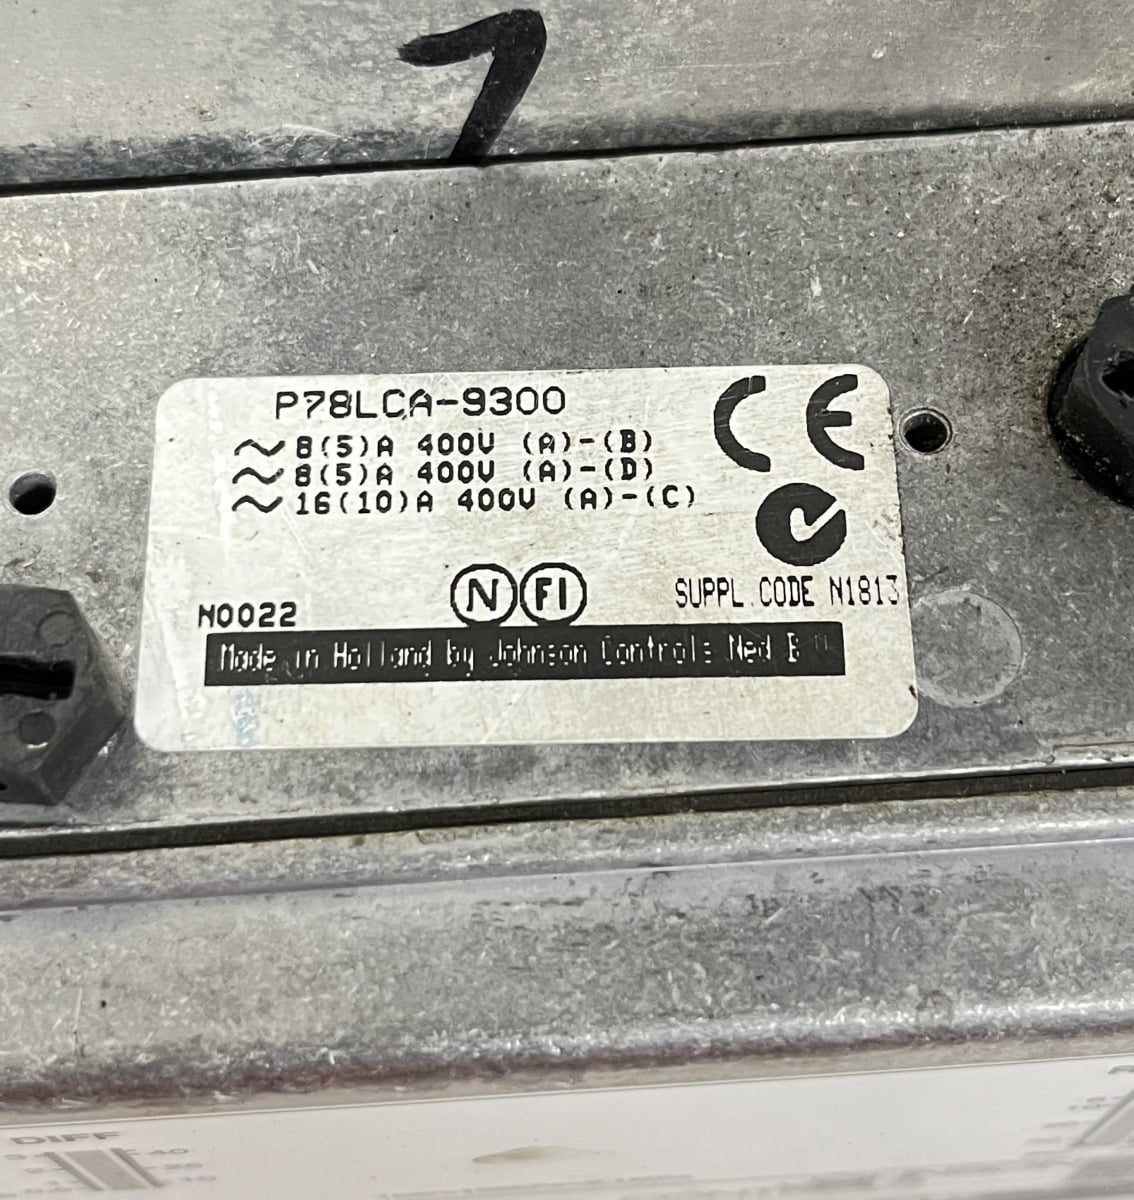 7
P78LCA-9300
~8(5)A 400V (A)-(B)
~8(5)A 400V (A)-(D)
~16(10)A 400V (A)-(C)
CE
N FI
SUPPL.CODE N1813
N0022
Made in Holland by Johnson Controls Ned B
DIFF